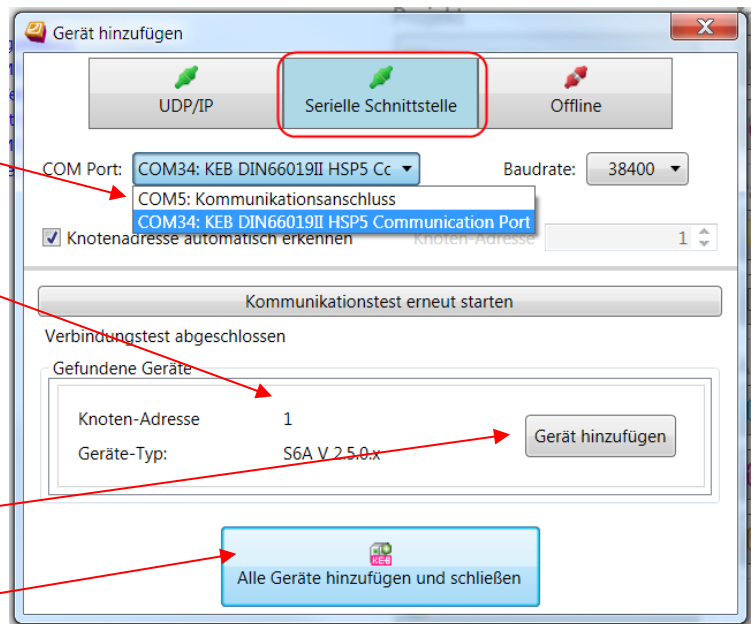 Projekt
Gerät hinzufügen
UDP/IP
Serielle Schnittstelle
Offline
COM Port: COM34: KEB DIN66019II HSP5 Cc
Baudrate: 38400
COM5: Kommunikationsanschluss
COM34: KEB DIN66019II HSP5 Communication Port
Knotenadresse automatisch erkennen Knoten-Adresse 1
Kommunikationstest erneut starten
Verbindungstest abgeschlossen
Gefundene Geräte
Knoten-Adresse 1
Geräte-Typ: S6A V 2.5.0.x
Gerät hinzufügen
KEB
Alle Geräte hinzufügen und schließen